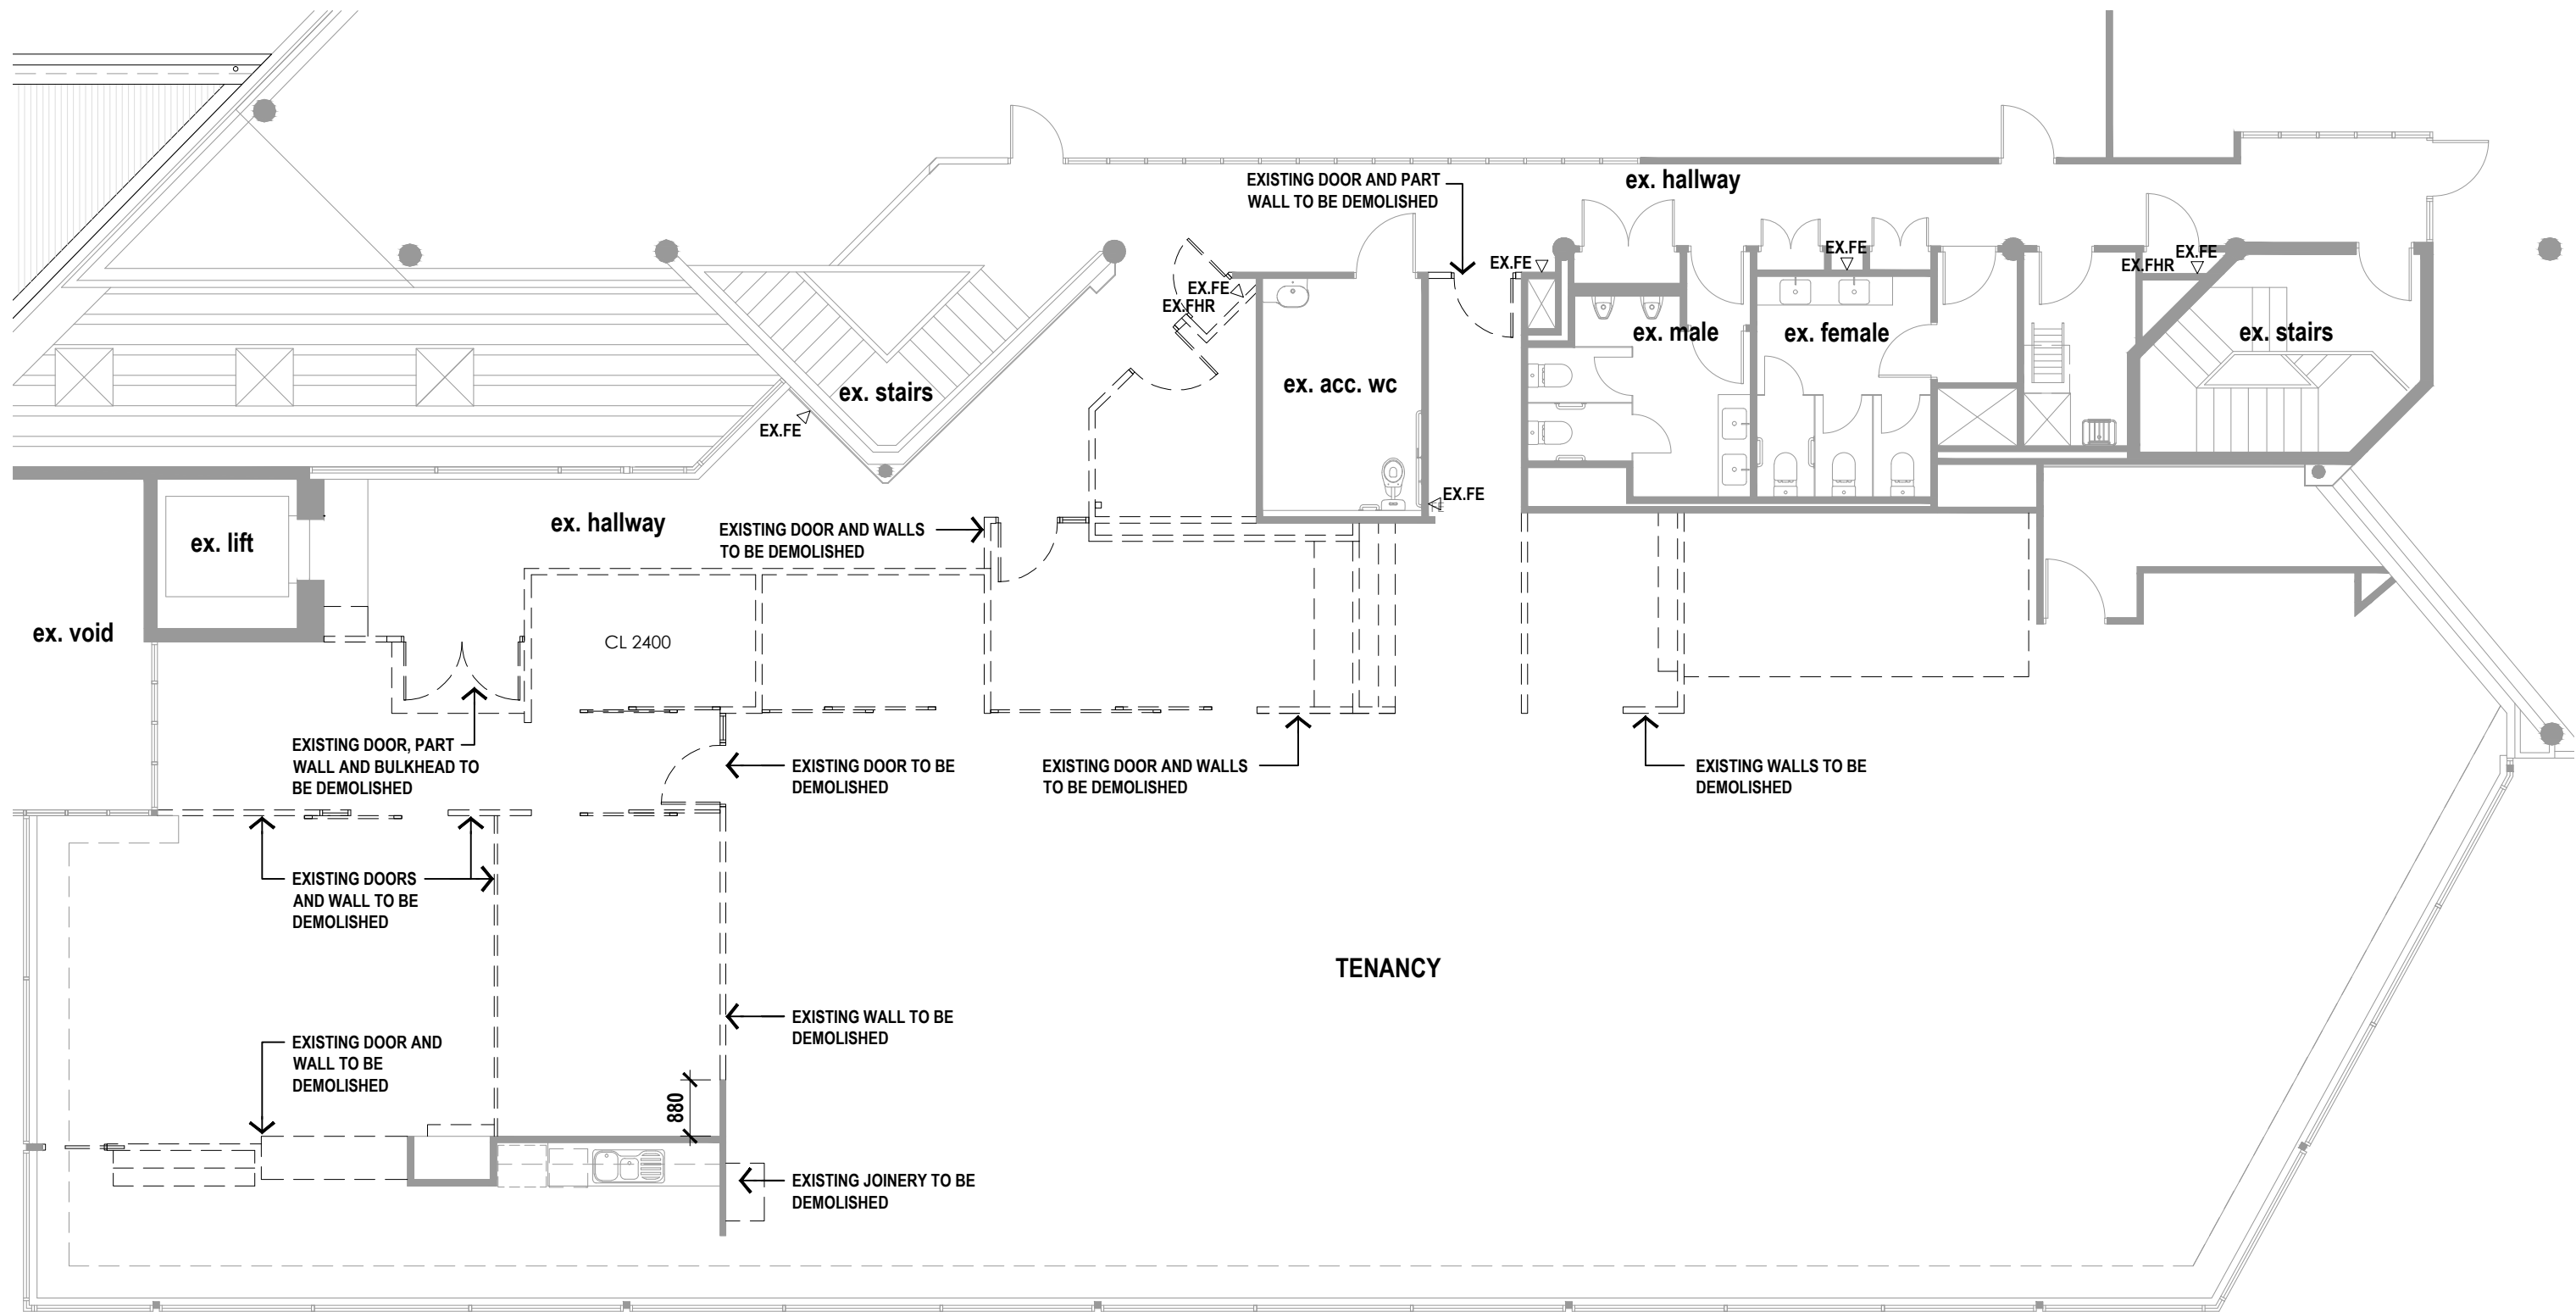 EXISTING DOOR AND PART
WALL TO BE DEMOLISHED
ex. hallway
EX.FE
EX.FE
EX.FE
EX.FHR
EX.FE
EX.FHR
ex. male
ex. female
ex. stairs
ex. acc. wc
ex. stairs
EX.FE
EX.FE
ex. hallway
EXISTING DOOR AND WALLS
TO BE DEMOLISHED
ex. lift
ex. void
CL 2400
EXISTING DOOR, PART
WALL AND BULKHEAD TO
BE DEMOLISHED
EXISTING DOOR TO BE
DEMOLISHED
EXISTING DOOR AND WALLS
TO BE DEMOLISHED
EXISTING WALLS TO BE
DEMOLISHED
EXISTING DOORS
AND WALL TO BE
DEMOLISHED
TENANCY
EXISTING WALL TO BE
DEMOLISHED
EXISTING DOOR AND
WALL TO BE
DEMOLISHED
880
EXISTING JOINERY TO BE
DEMOLISHED